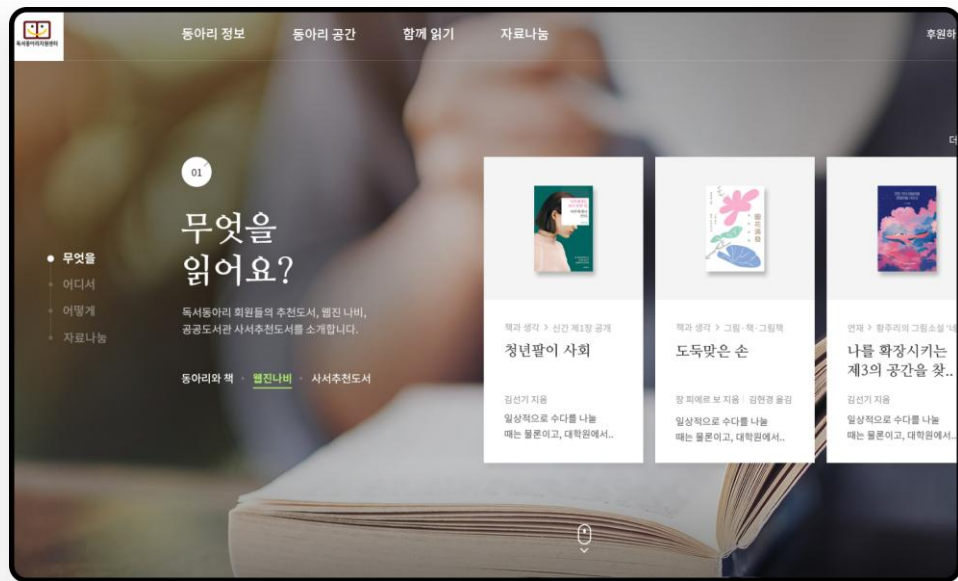 독서동아리지원센터
동아리 정보
동아리 공간
함께 읽기
자료나눔
후원하
더
01
무엇을
읽어요?
무엇을
어디서
어떻게
자료나눔
독서동아리 회원들의 추천도서, 웹진 나비,
공공도서관 사서추천도서를 소개합니다.
동아리와 책 · 웹진나비 · 사서추천도서
책과 생각 > 신간 제1장 공개
청년팔이 사회
김선기 지음
일상적으로 수다를 나눌
때는 물론이고, 대학원에서..
책과 생각 > 그림·책·그림책
도둑맞은 손
장 피에르 보 지음 | 김현경 옮김
일상적으로 수다를 나눌
때는 물론이고, 대학원에서..
연재 > 황주리의 그림소설 '네
나를 확장시키는
제3의 공간을 찾..
김선기 지음
일상적으로 수다를 나눌
때는 물론이고, 대학원에서..